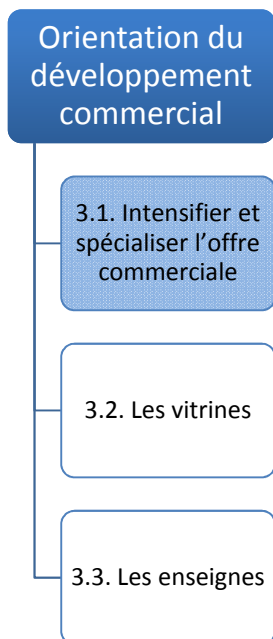 Orientation du
développement
commercial
3.1. Intensifier et
spécialiser l’offre
commerciale
3.2. Les vitrines
3.3. Les enseignes